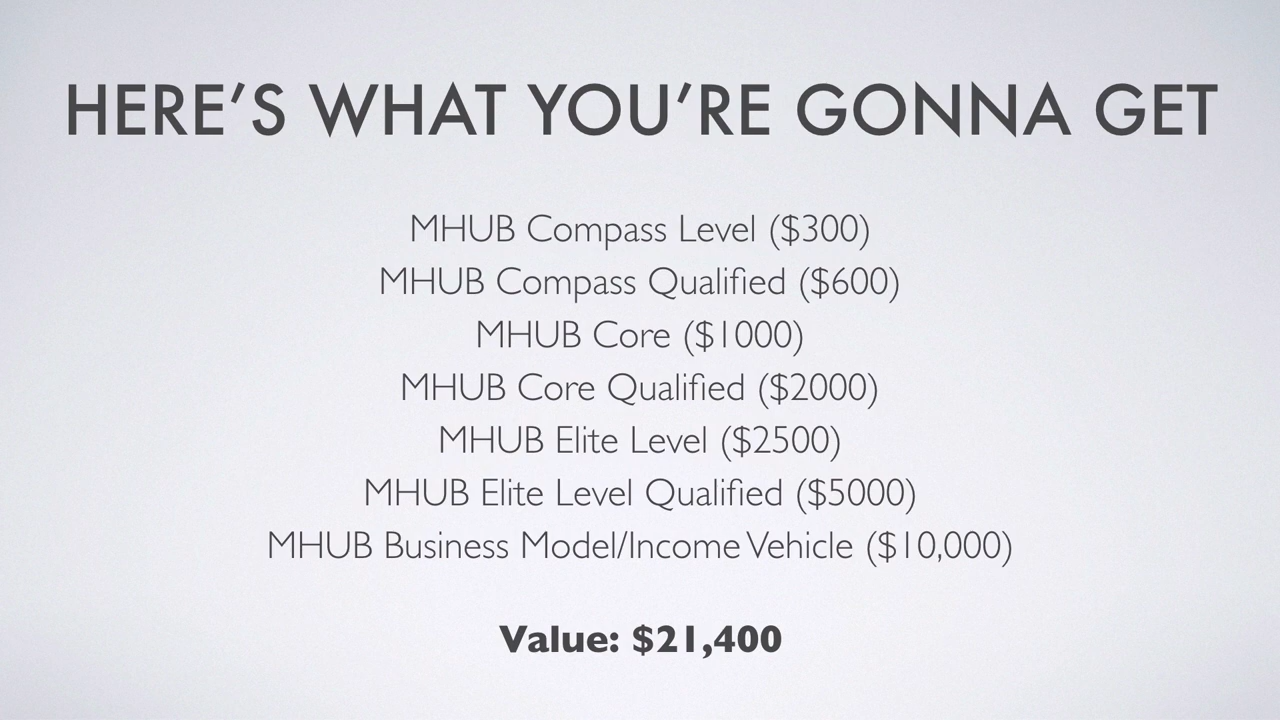 HERE’S WHAT YOU’RE GONNA GET
MHUB Compass Level ($300)
MHUB Compass Qualified ($600)
MHUB Core ($1000)
MHUB Core Qualified ($2000)
MHUB Elite Level ($2500)
MHUB Elite Level Qualified ($5000)
MHUB Business Model/Income Vehicle ($10,000)
Value: $21,400